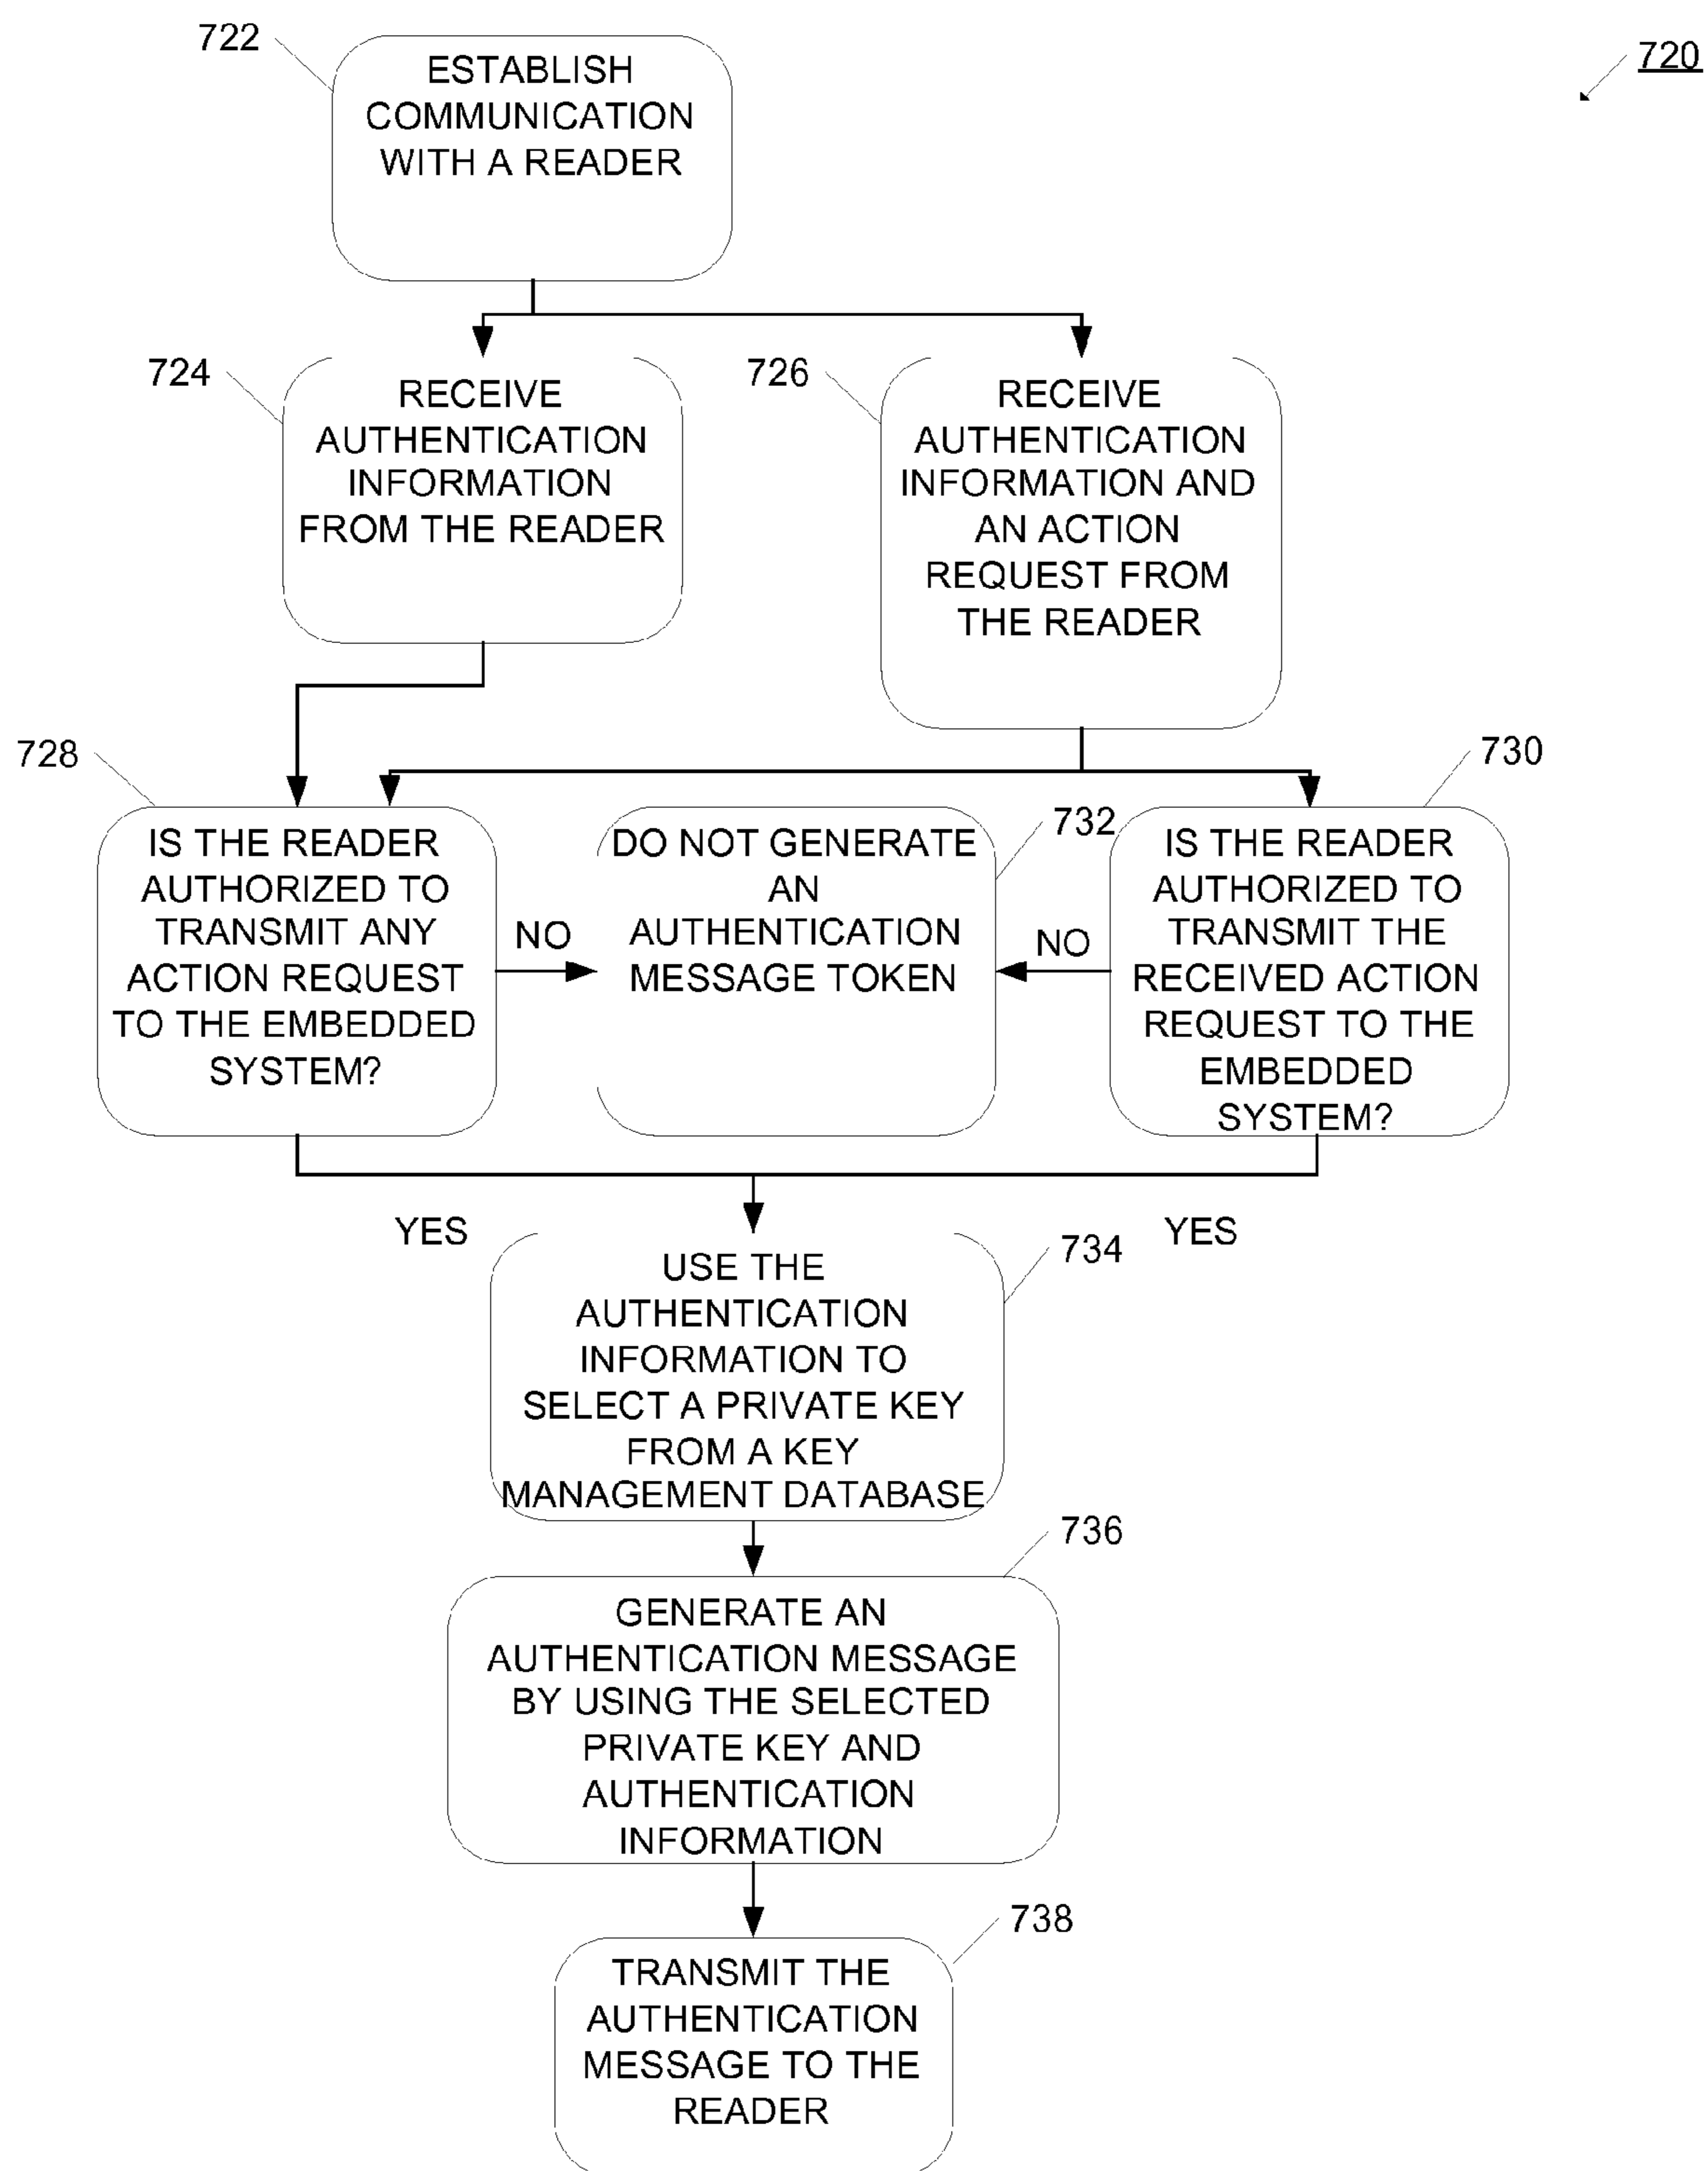 722
720
ESTABLISH
COMMUNICATION
WITH A READER
724
RECEIVE
AUTHENTICATION
INFORMATION
FROM THE READER
726
RECEIVE
AUTHENTICATION
INFORMATION AND
AN ACTION
REQUEST FROM
THE READER
728
IS THE READER
AUTHORIZED TO
TRANSMIT ANY
ACTION REQUEST
TO THE EMBEDDED
SYSTEM?
NO
732
DO NOT GENERATE
AN
AUTHENTICATION
MESSAGE TOKEN
NO
730
IS THE READER
AUTHORIZED TO
TRANSMIT THE
RECEIVED ACTION
REQUEST TO THE
EMBEDDED
SYSTEM?
YES
YES
734
USE THE
AUTHENTICATION
INFORMATION TO
SELECT A PRIVATE KEY
FROM A KEY
MANAGEMENT DATABASE
736
GENERATE AN
AUTHENTICATION MESSAGE
BY USING THE SELECTED
PRIVATE KEY AND
AUTHENTICATION
INFORMATION
738
TRANSMIT THE
AUTHENTICATION
MESSAGE TO THE
READER